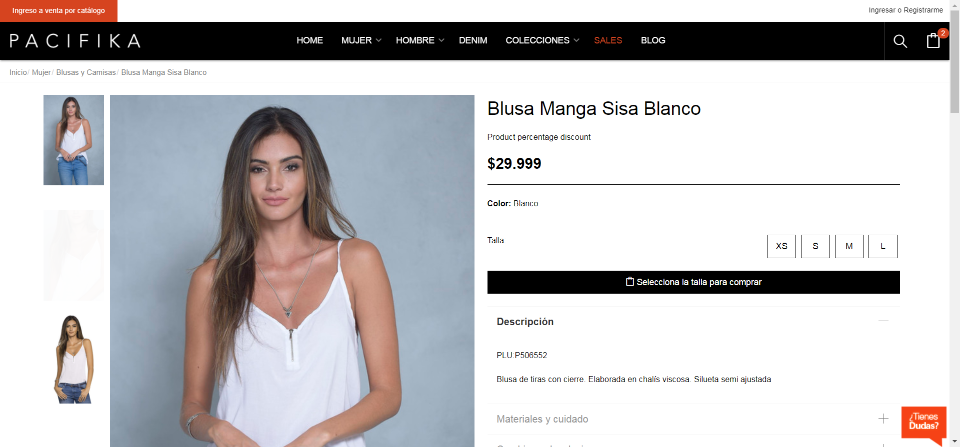 Ingreso a venta por catálogo
Ingresar o Registrarme
PACIFIKA
HOME MUJER HOMBRE DENIM COLECCIONES SALES BLOG
2
Inicio/ Mujer/ Blusas y Camisas/ Blusa Manga Sisa Blanco
Blusa Manga Sisa Blanco
Product percentage discount
$29.999
Color: Blanco
Talla
XS S M L
Selecciona la talla para comprar
Descripción
PLU:P506552
Blusa de tiras con cierre. Elaborada en chalís viscosa. Silueta semi ajustada
Materiales y cuidado
¿Tienes
Dudas?